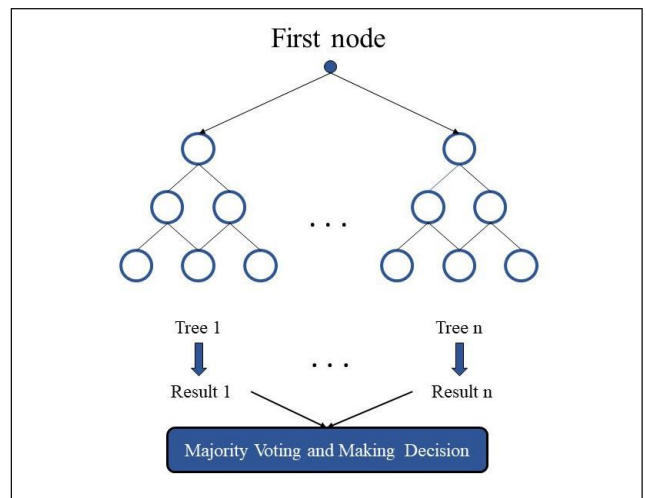 First node
. . .
Tree 1
Tree n
. . .
Result 1
Result n
Majority Voting and Making Decision